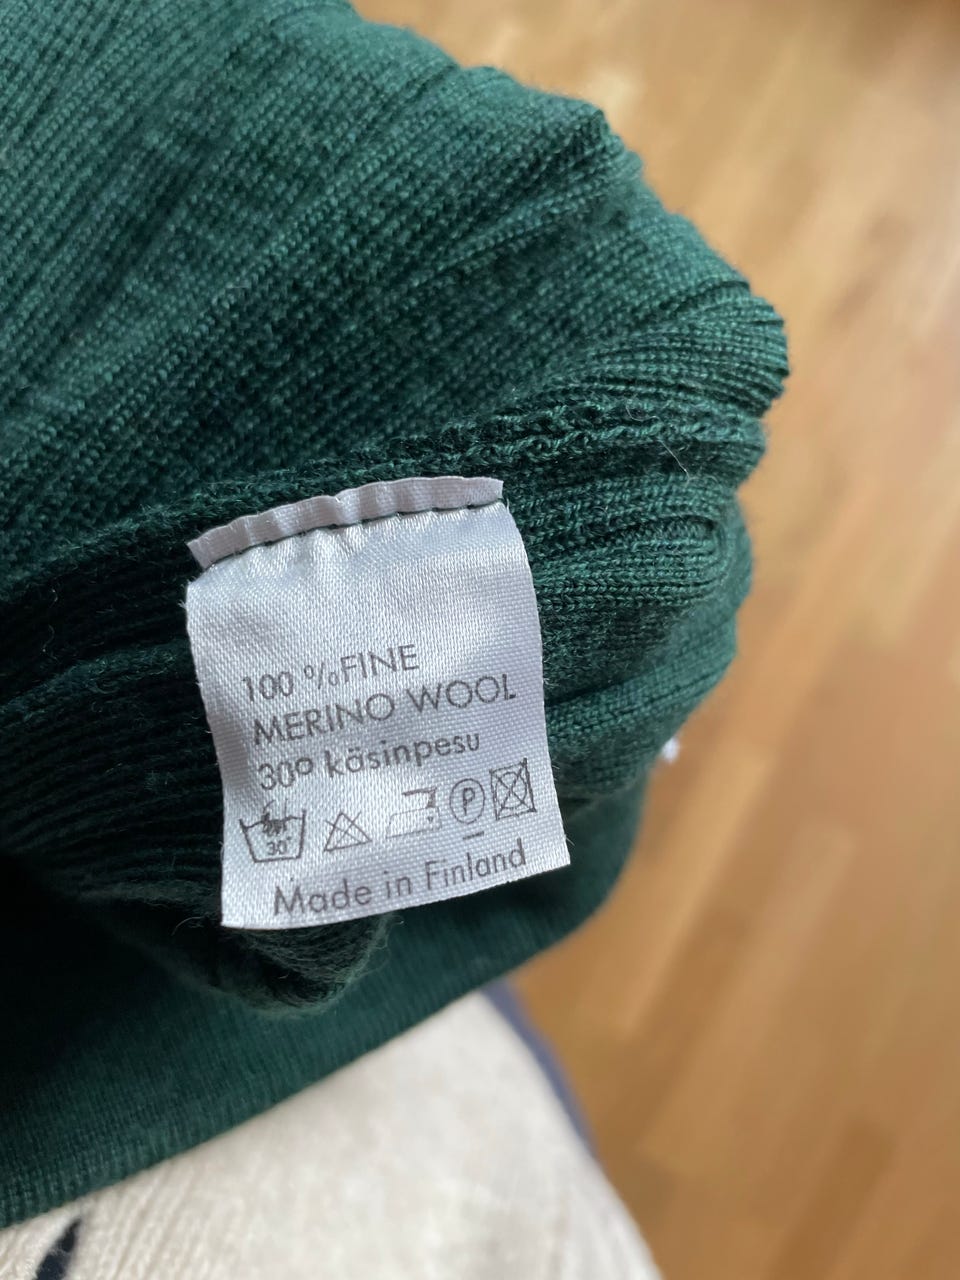 100 % FINE
MERINO WOOL
30º käsinpesu
30°
P
Made in Finland